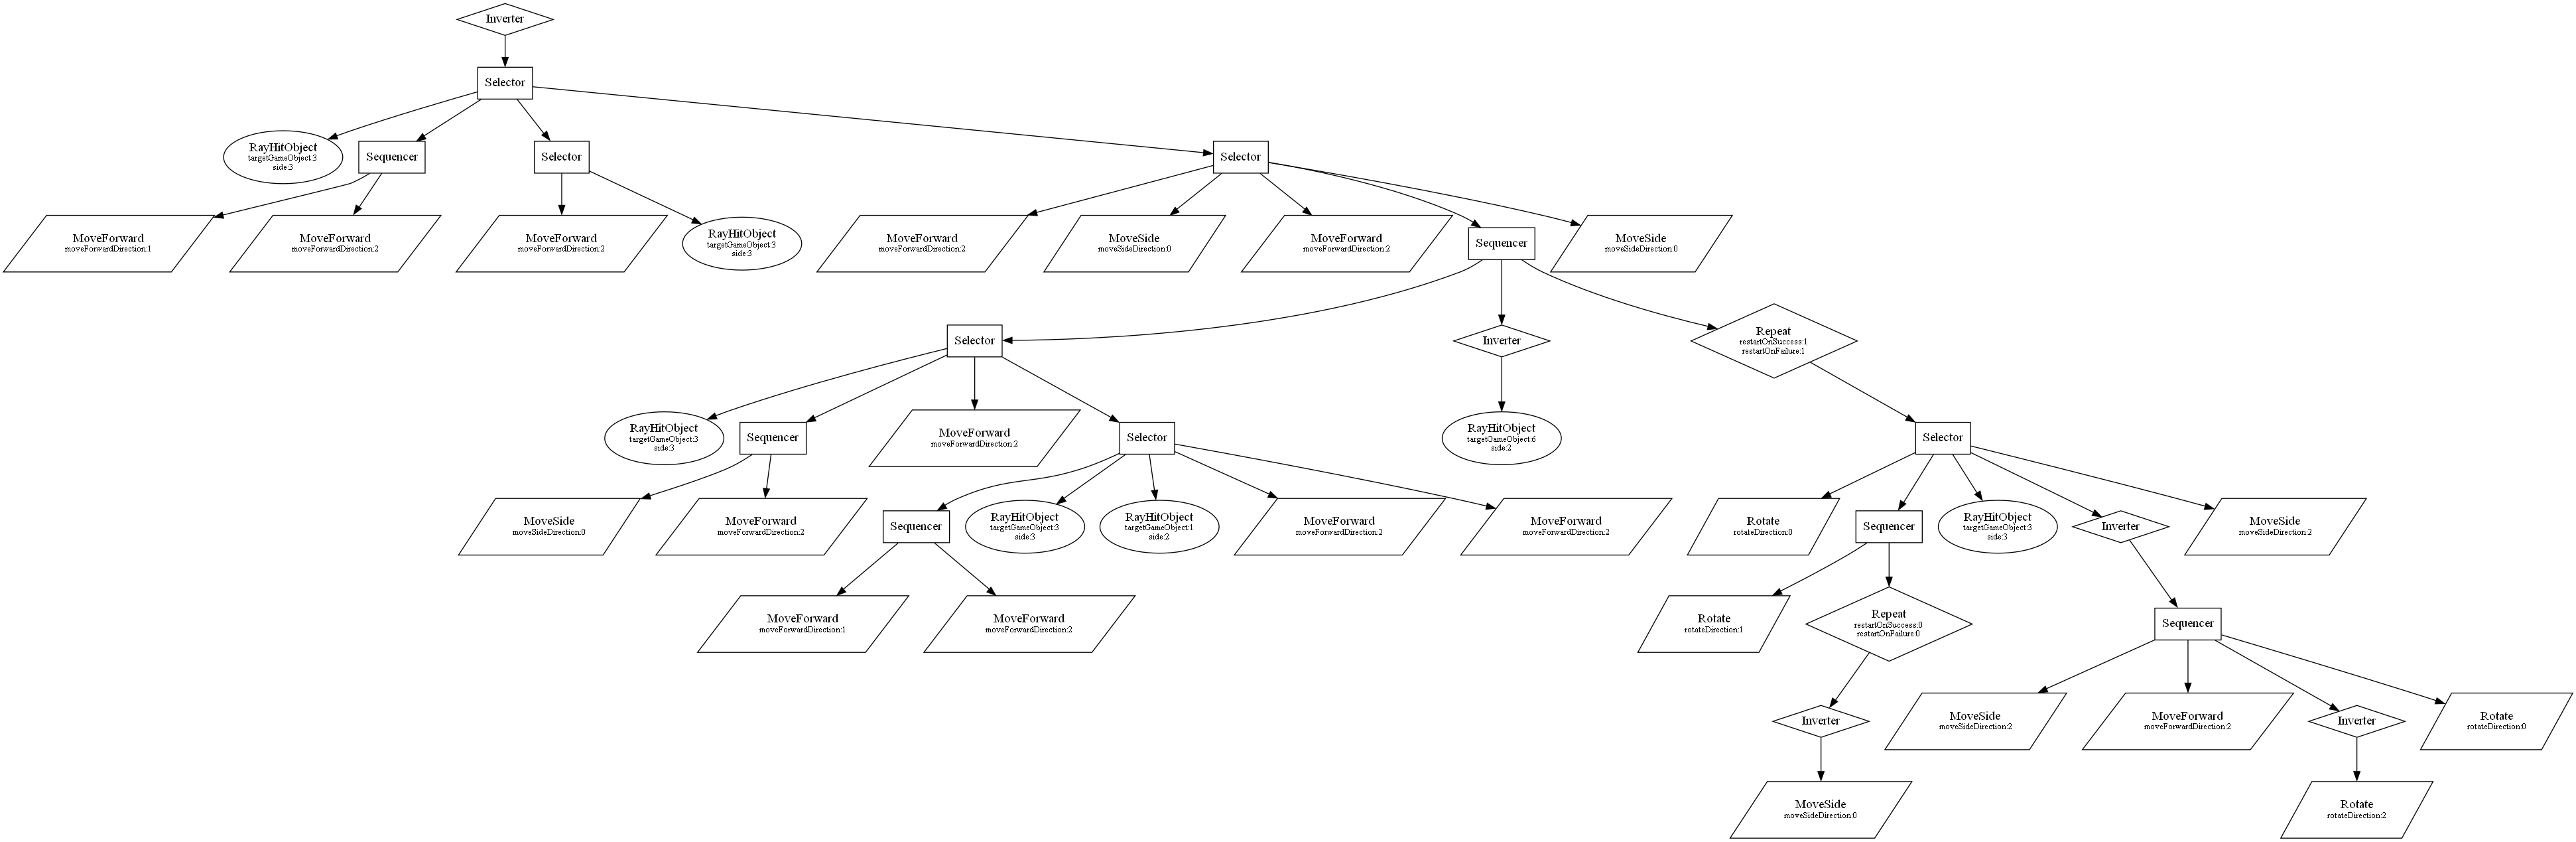 Inverter
Selector
RayHitObject
targetGameObject:3
side:3
Sequencer
Selector
Selector
MoveForward
moveForwardDirection:1
MoveForward
moveForwardDirection:2
MoveForward
moveForwardDirection:2
RayHitObject
targetGameObject:3
side:3
MoveForward
moveForwardDirection:2
MoveSide
moveSideDirection:0
MoveForward
moveForwardDirection:2
Sequencer
MoveSide
moveSideDirection:0
Selector
Inverter
Repeat
restartOnSuccess:1
restartOnFailure:1
RayHitObject
targetGameObject:3
side:3
Sequencer
MoveForward
moveForwardDirection:2
Selector
RayHitObject
targetGameObject:6
side:2
Selector
MoveSide
moveSideDirection:0
MoveForward
moveForwardDirection:2
Sequencer
RayHitObject
targetGameObject:3
side:3
RayHitObject
targetGameObject:1
side:2
MoveForward
moveForwardDirection:2
MoveForward
moveForwardDirection:2
Rotate
rotateDirection:0
Sequencer
RayHitObject
targetGameObject:3
side:3
Inverter
MoveSide
moveSideDirection:2
MoveForward
moveForwardDirection:1
MoveForward
moveForwardDirection:2
Rotate
rotateDirection:1
Repeat
restartOnSuccess:0
restartOnFailure:0
Sequencer
Inverter
MoveSide
moveSideDirection:2
MoveForward
moveForwardDirection:2
Inverter
Rotate
rotateDirection:0
MoveSide
moveSideDirection:0
Rotate
rotateDirection:2